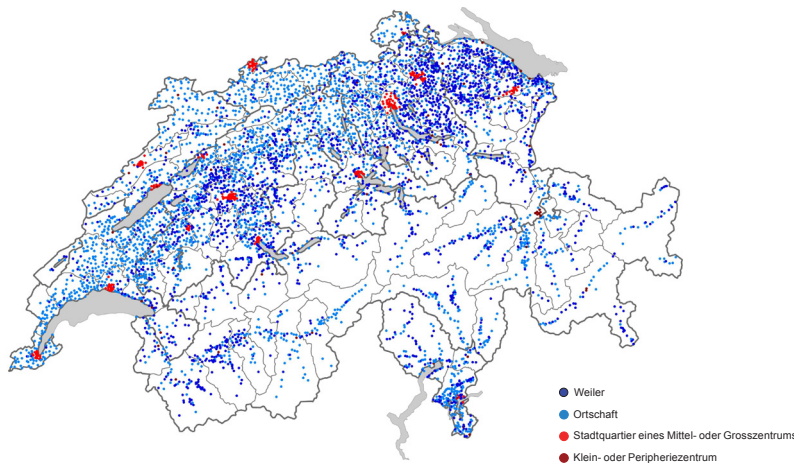 Weiler
Ortschaft
Stadtquartier eines Mittel- oder Grosszentrums
Klein- oder Peripheriezentrum